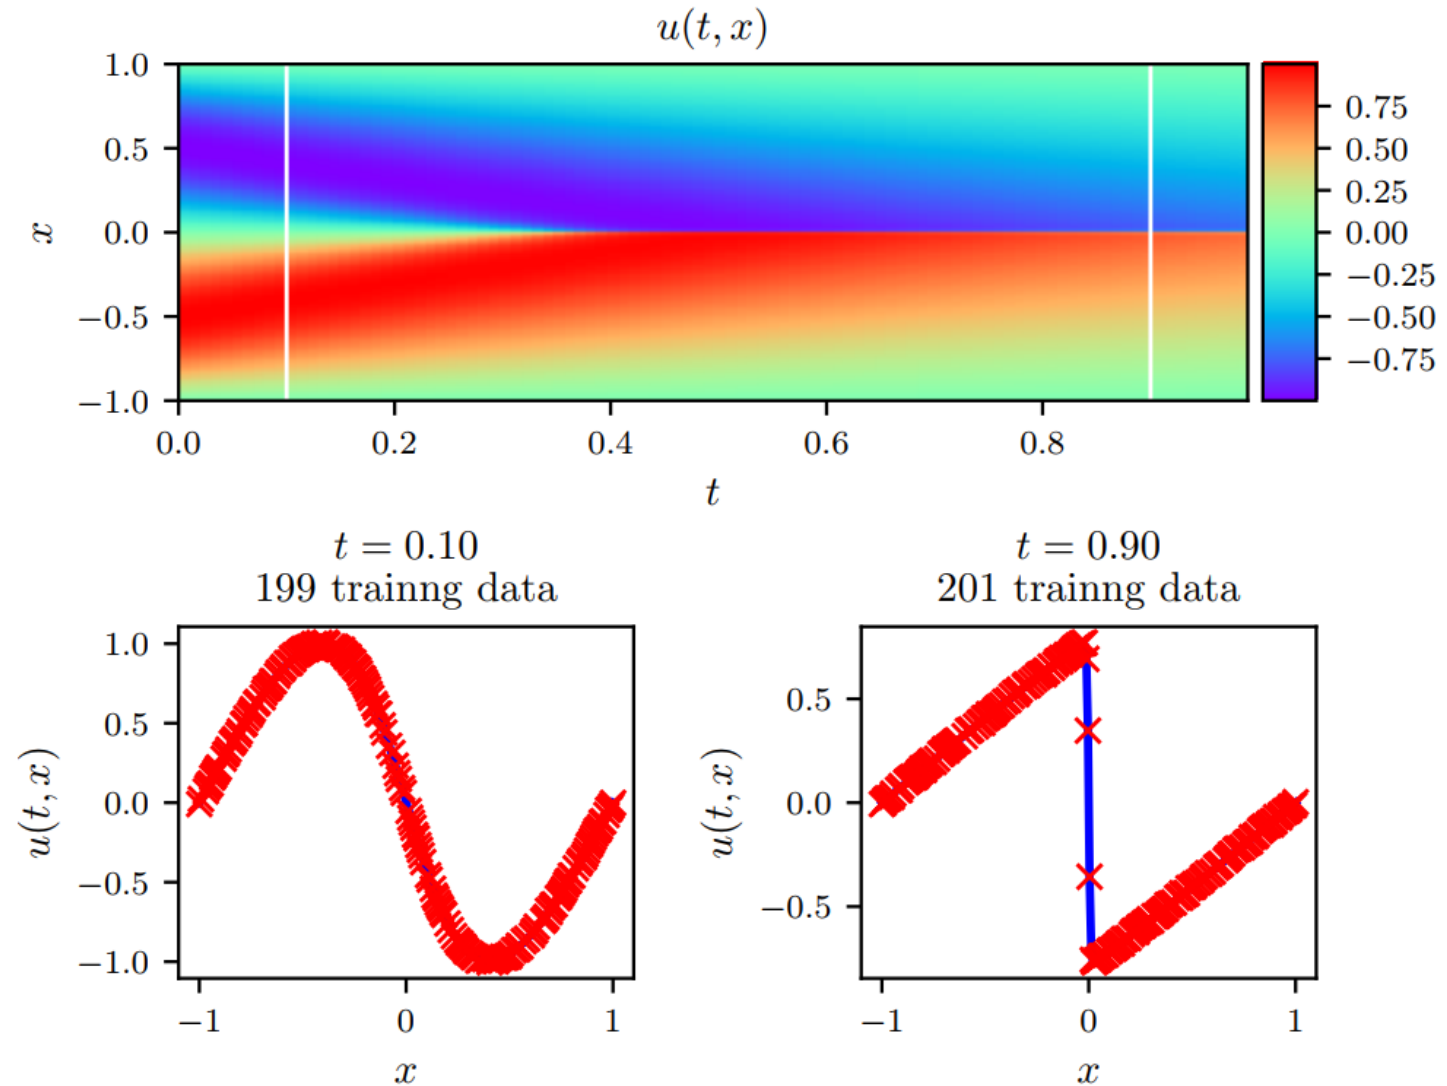 u(t, x)
1.0
0.5
0.0
−0.5
−1.0
x
0.0 0.2 0.4 0.6 0.8
t
0.75
0.50
0.25
0.00
−0.25
−0.50
−0.75
t = 0.10
199 trainng data
1.0
0.5
0.0
−0.5
−1.0
u(t, x)
−1 0 1
x
t = 0.90
201 trainng data
0.5
0.0
−0.5
u(t, x)
−1 0 1
x